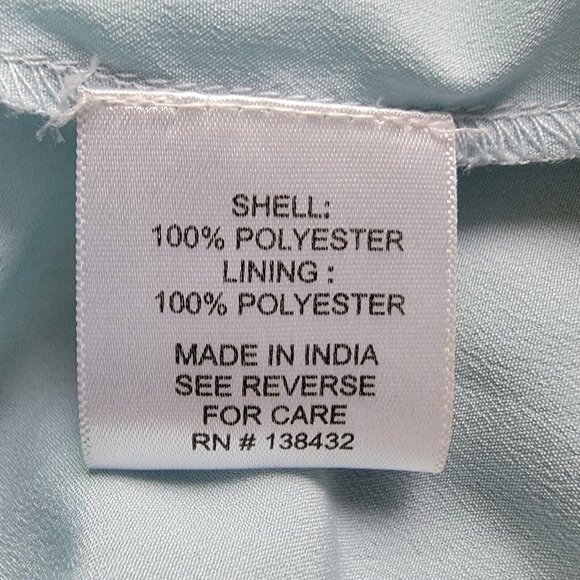 SHELL:
100% POLYESTER
LINING :
100% POLYESTER
MADE IN INDIA
SEE REVERSE
FOR CARE
RN # 138432